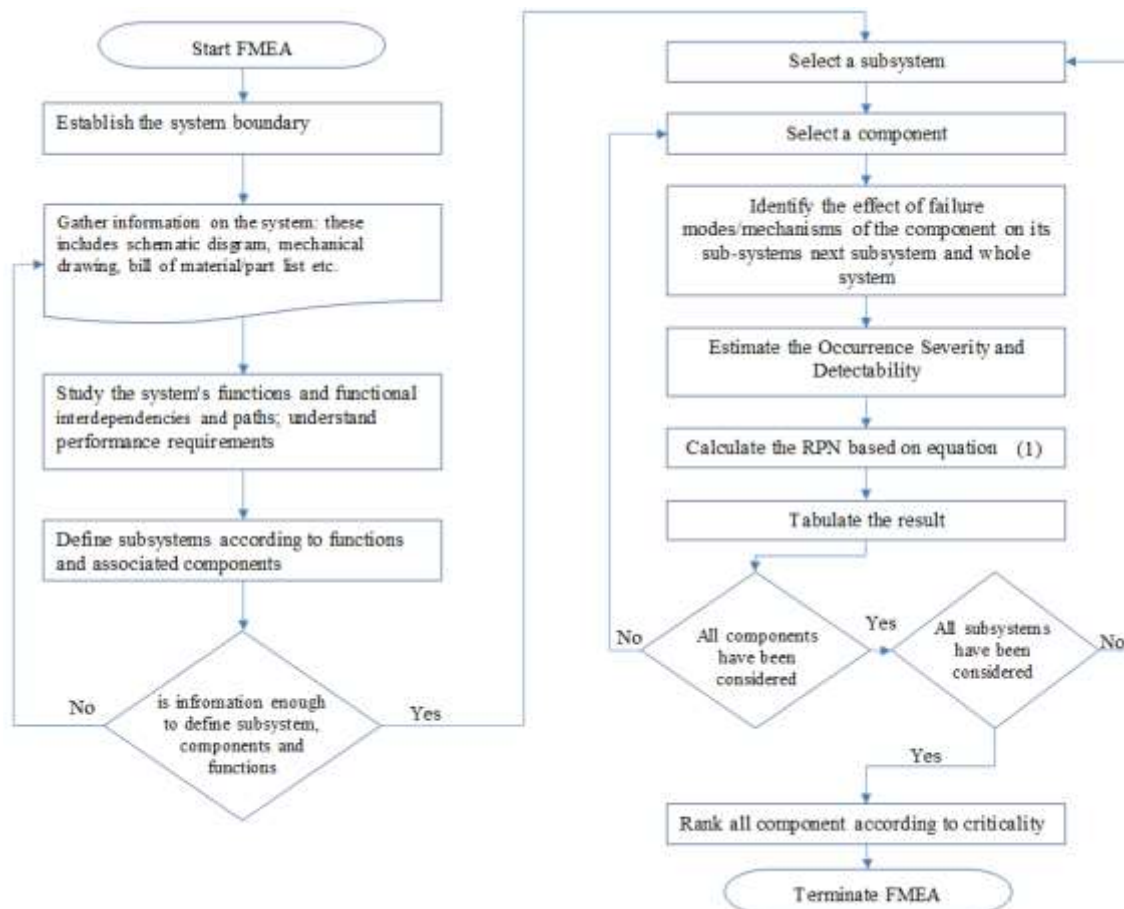 Start FMEA
Establish the system boundary
Gather information on the system: these
includes schematic disgram, mechanical
drawing, bill of material/part list etc.
Study the system's functions and functional
interdependencies and paths; understand
performance requirements
Define subsystems according to functions
and associated components
No
is infromation enough
to define subsystem,
components and
functions
Yes
Select a subsystem
Select a component
Identify the effect of failure
modes/mechanisms of the component on its
sub-systems next subsystem and whole
system
Estimate the Occurrence Severity and
Detectability
Calculate the RPN based on equation (1)
Tabulate the result
No
All components
have been
considered
Yes
All subsystems
have been
considered
No
Yes
Rank all component according to criticality
Terminate FMEA